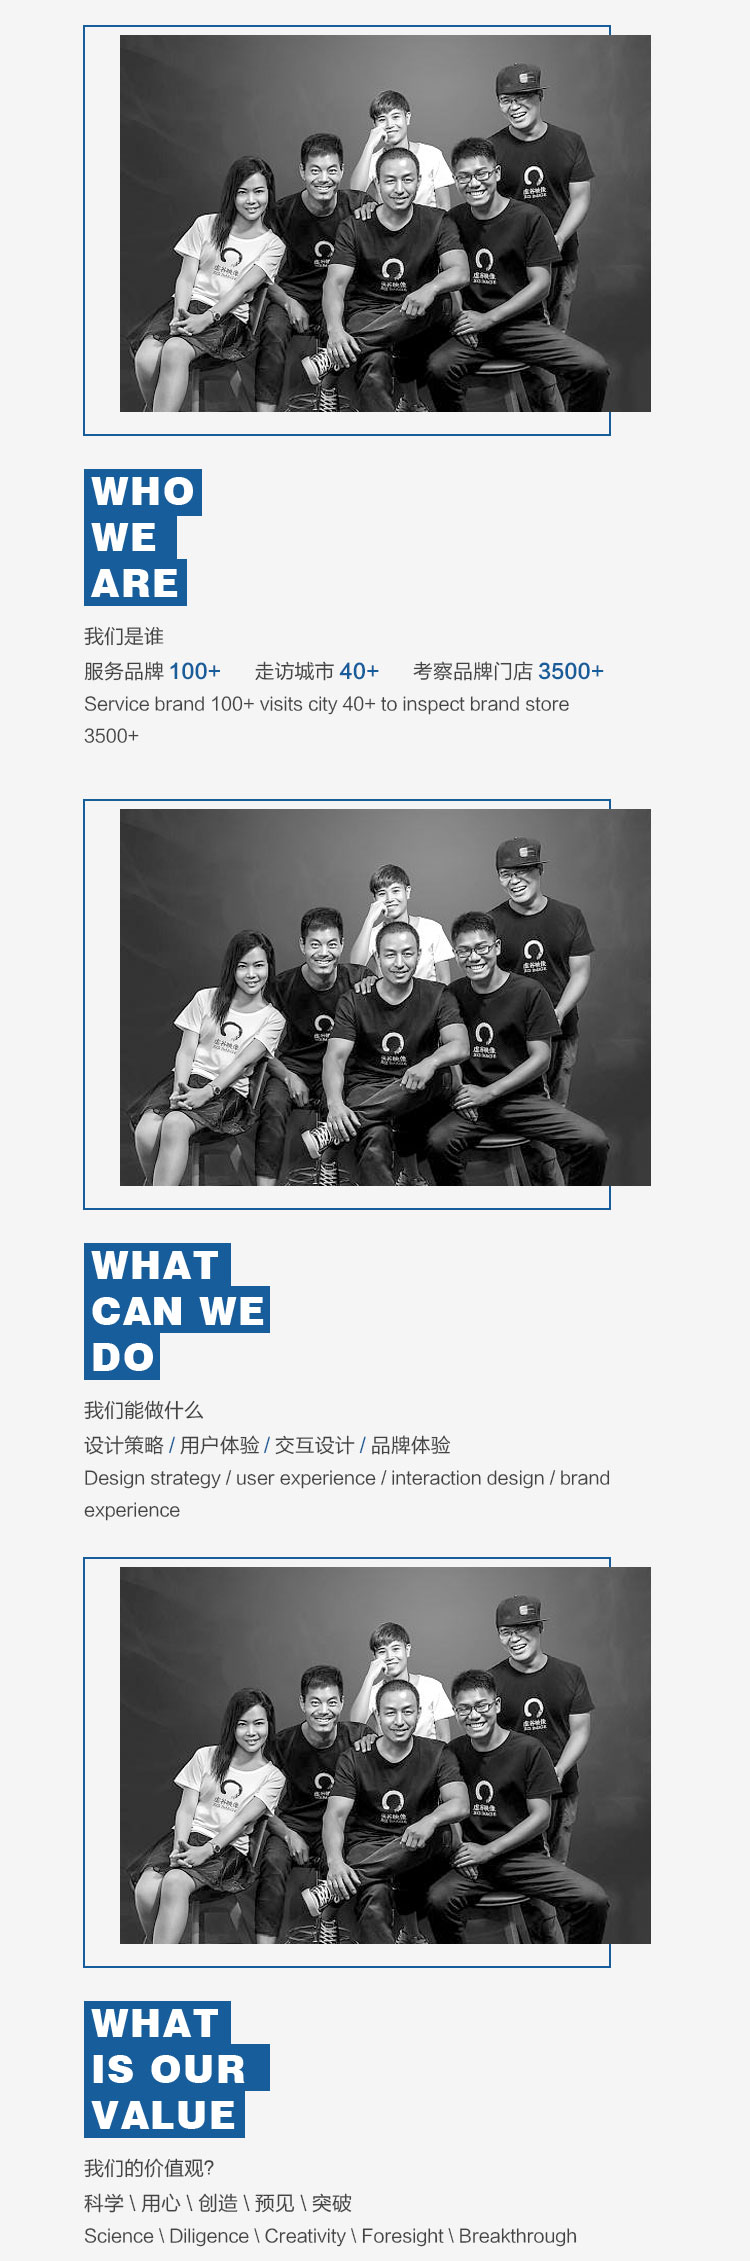 虚谷映像
WHO
WE
ARE
我们是谁
服务品牌 100+ 走访城市 40+ 考察品牌门店 3500+
Service brand 100+ visits city 40+ to inspect brand store
3500+
WHAT
CAN WE
DO
我们能做什么
设计策略 / 用户体验 / 交互设计 / 品牌体验
Design strategy / user experience / interaction design / brand
experience
WHAT
IS OUR
VALUE
我们的价值观?
科学 \ 用心 \ 创造 \ 预见 \ 突破
Science \ Diligence \ Creativity \ Foresight \ Breakthrough